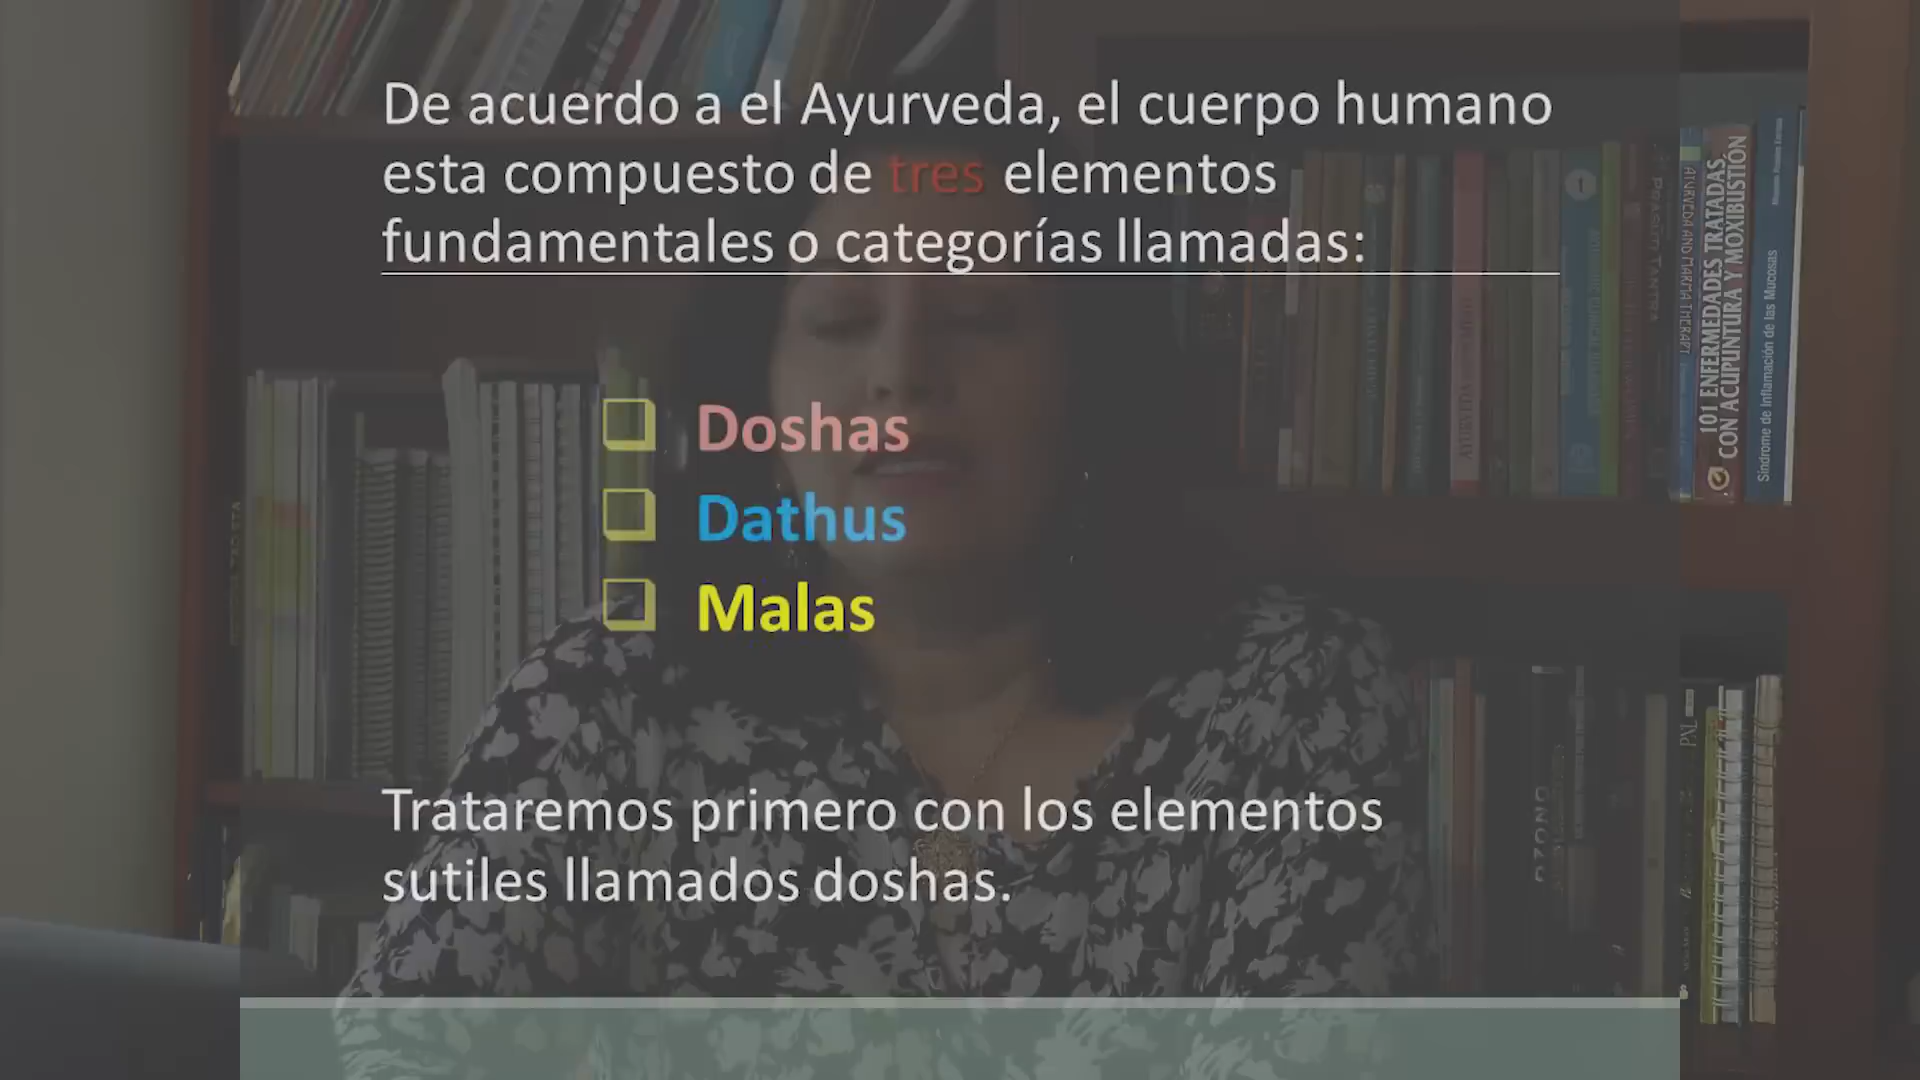 De acuerdo a el Ayurveda, el cuerpo humano
esta compuesto de tres elementos
fundamentales o categorías llamadas:
Doshas
Dathus
Malas
Trataremos primero con los elementos
sutiles llamados doshas.
AYURVEDA AND MARMA THERAPY
101 ENFERMEDADES TRATADAS
CON ACUPUNTURA Y MOXIBUSTIÓN
Síndrome de Inflamación de las Mucosas
PNL
OZONO